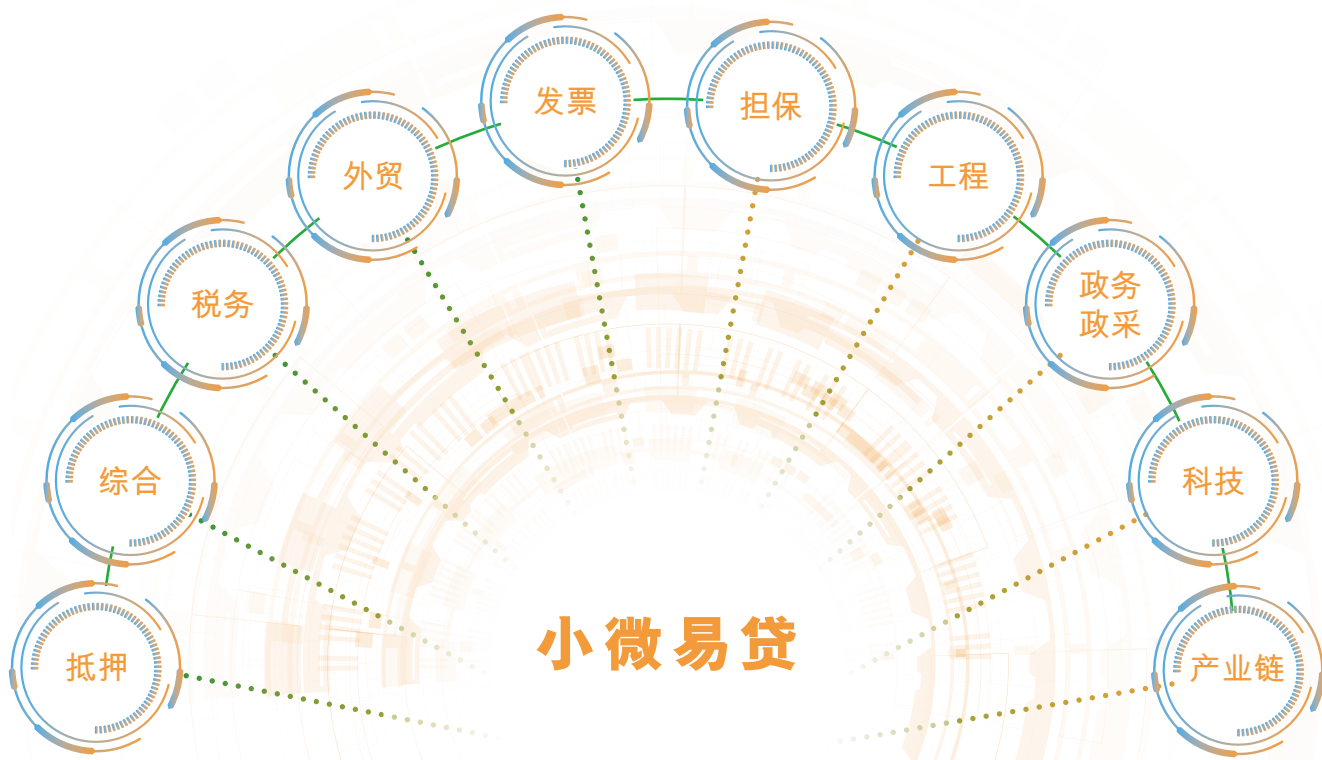 发票
担保
外贸
工程
税务
政务
政采
综合
科技
抵押
产业链
小微易贷